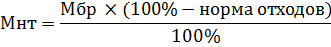 Мнт = Мбр × (100% − норма отходов) / 100%